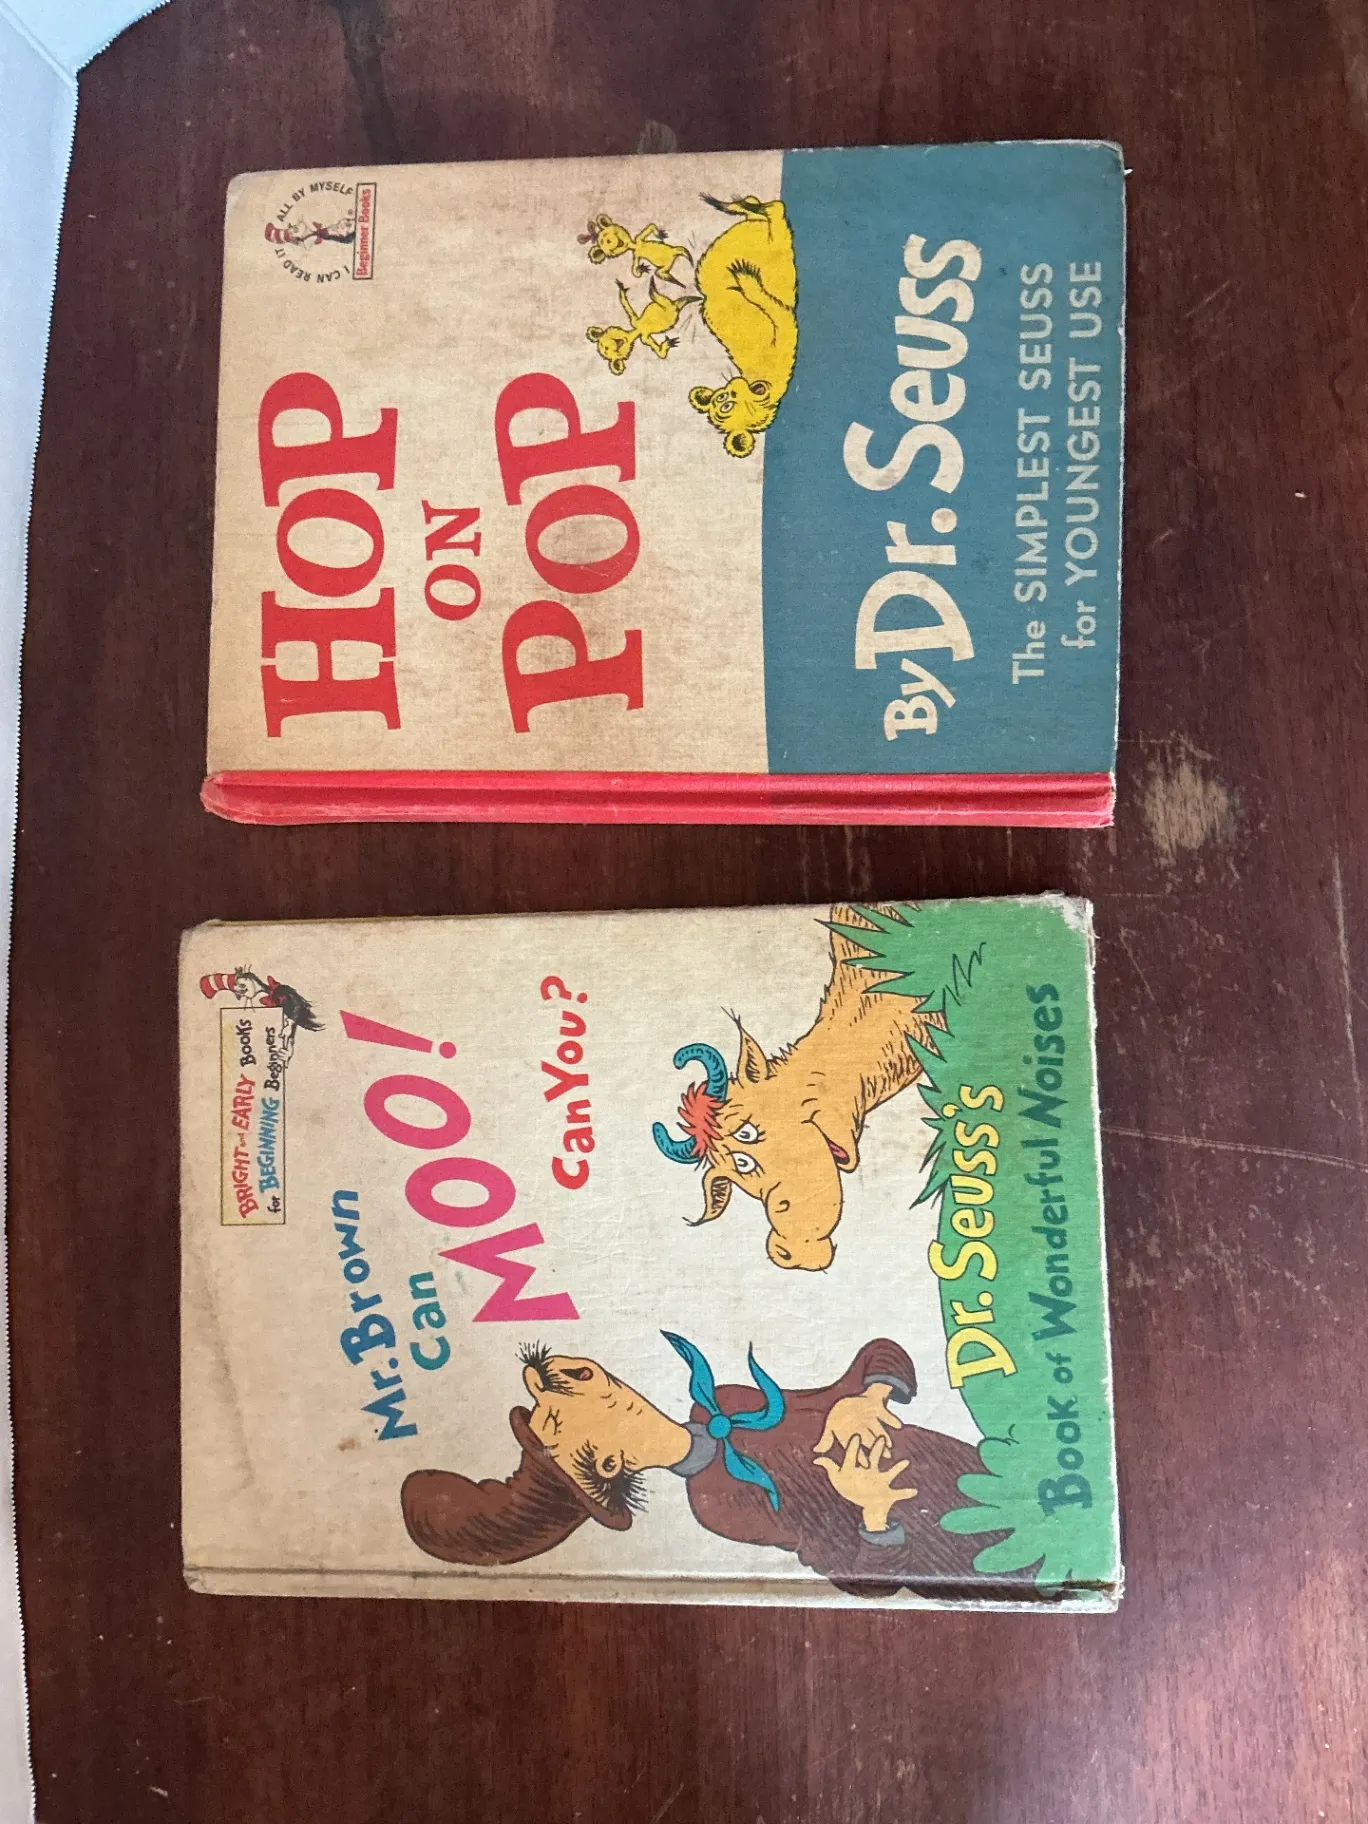 I CAN READ IT ALL BY MYSELF
Beginner Books
HOP
ON
POP
By Dr. Seuss
The SIMPLEST SEUSS
for YOUNGEST USE
BRIGHT and EARLY BOOKS
for BEGINNING Beginners
Mr. Brown
Can
MOO!
Can You?
Dr. Seuss's
Book of Wonderful Noises